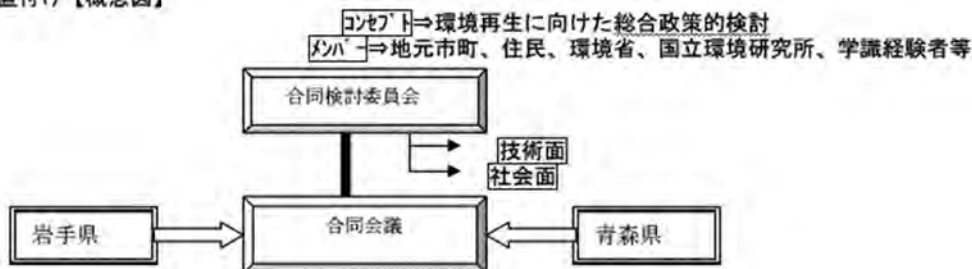 【概念図】
コンセプト⇒環境再生に向けた総合政策的検討
メンバー⇒地元市町、住民、環境省、国立環境研究所、学識経験者等
合同検討委員会
技術面
社会面
岩手県
合同会議
青森県